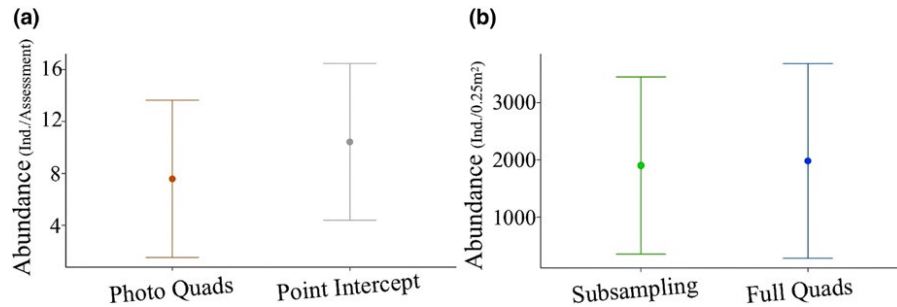 (a)
Abundance (Ind./Assessment)
16
12
8
4
Photo Quads
Point Intercept
(b)
Abundance (Ind./0.25m²)
3000
2000
1000
Subsampling
Full Quads